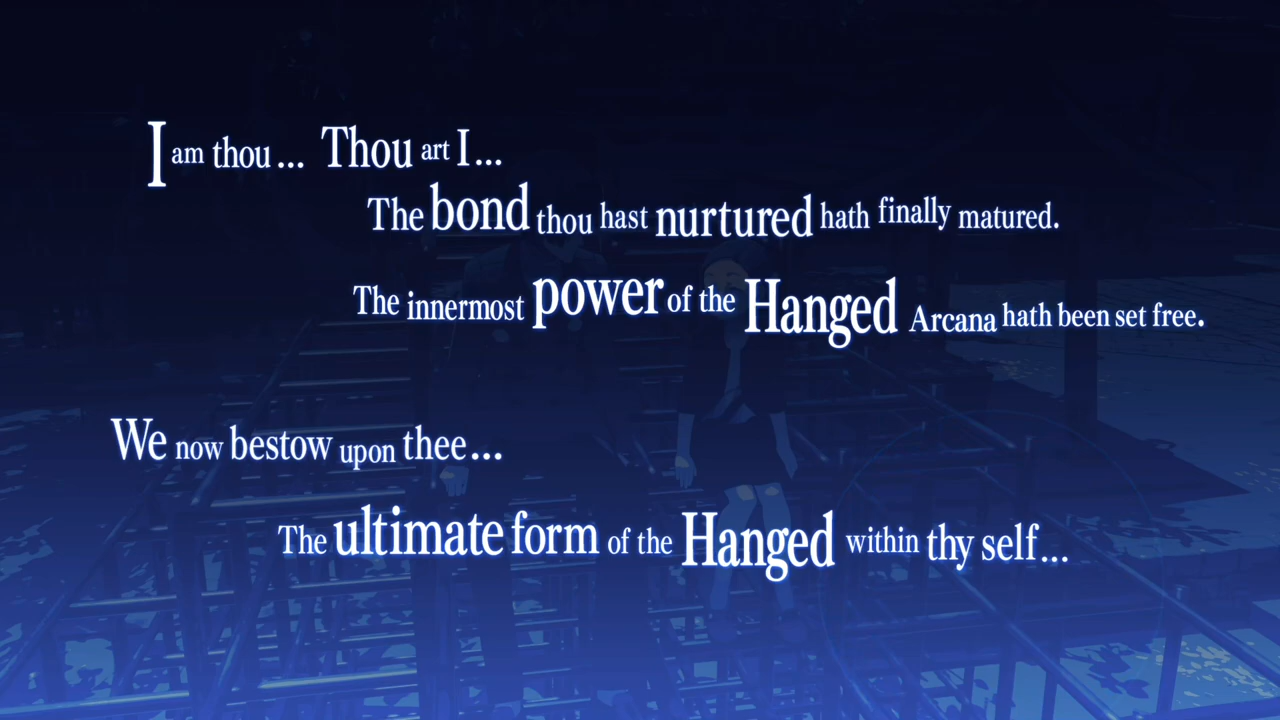 I am thou... Thou art I...
The bond thou hast nurtured hath finally matured.
The innermost power of the Hanged Arcana hath been set free.
We now bestow upon thee...
The ultimate form of the Hanged within thy self...